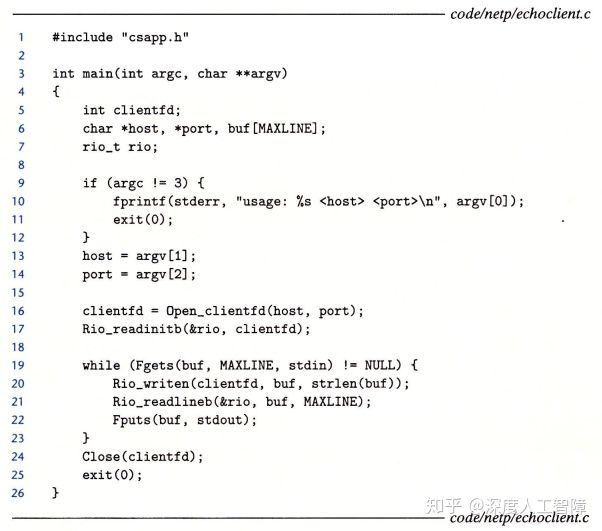 code/netp/echoclient.c
1 #include "csapp.h"
2
3 int main(int argc, char **argv)
4 {
5     int clientfd;
6     char *host, *port, buf[MAXLINE];
7     rio_t rio;
8
9     if (argc != 3) {
10         fprintf(stderr, "usage: %s <host> <port>\n", argv[0]);
11         exit(0);
12     }
13     host = argv[1];
14     port = argv[2];
15
16     clientfd = Open_clientfd(host, port);
17     Rio_readinitb(&rio, clientfd);
18
19     while (Fgets(buf, MAXLINE, stdin) != NULL) {
20         Rio_writen(clientfd, buf, strlen(buf));
21         Rio_readlineb(&rio, buf, MAXLINE);
22         Fputs(buf, stdout);
23     }
24     Close(clientfd);
25     exit(0);
26 }
知乎 @深度人工智障
code/netp/echoclient.c